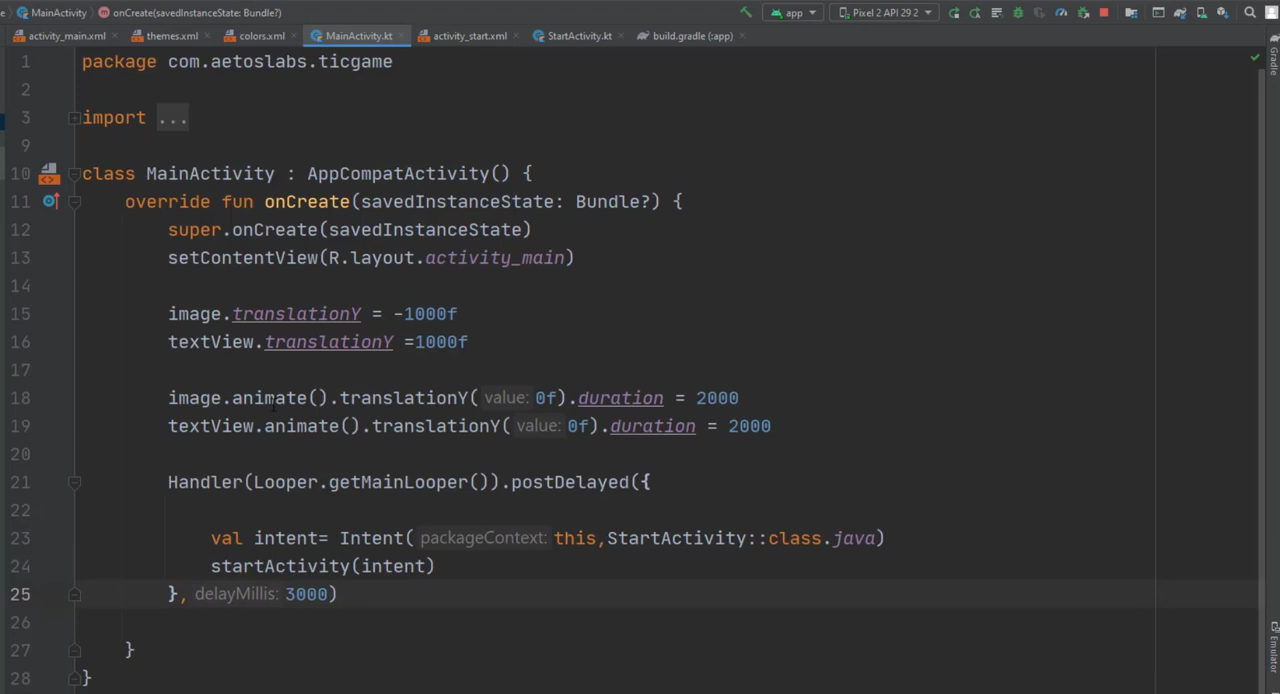 MainActivity onCreate(savedInstanceState: Bundle?) app Pixel 2 API 29 2
activity_main.xml themes.xml colors.xml MainActivity.kt activity_start.xml StartActivity.kt build.gradle (:app)
1 package com.aetoslabs.ticgame
2
3 import ...
9
10 class MainActivity : AppCompatActivity() {
11 override fun onCreate(savedInstanceState: Bundle?) {
12 super.onCreate(savedInstanceState)
13 setContentView(R.layout.activity_main)
14
15 image.translationY = -1000f
16 textView.translationY =1000f
17
18 image.animate().translationY( value: 0f).duration = 2000
19 textView.animate().translationY( value: 0f).duration = 2000
20
21 Handler(Looper.getMainLooper()).postDelayed({
22
23 val intent= Intent( packageContext: this,StartActivity::class.java)
24 startActivity(intent)
25 }, delayMillis: 3000)
26
27 }
28 }
Gradle
Emulator